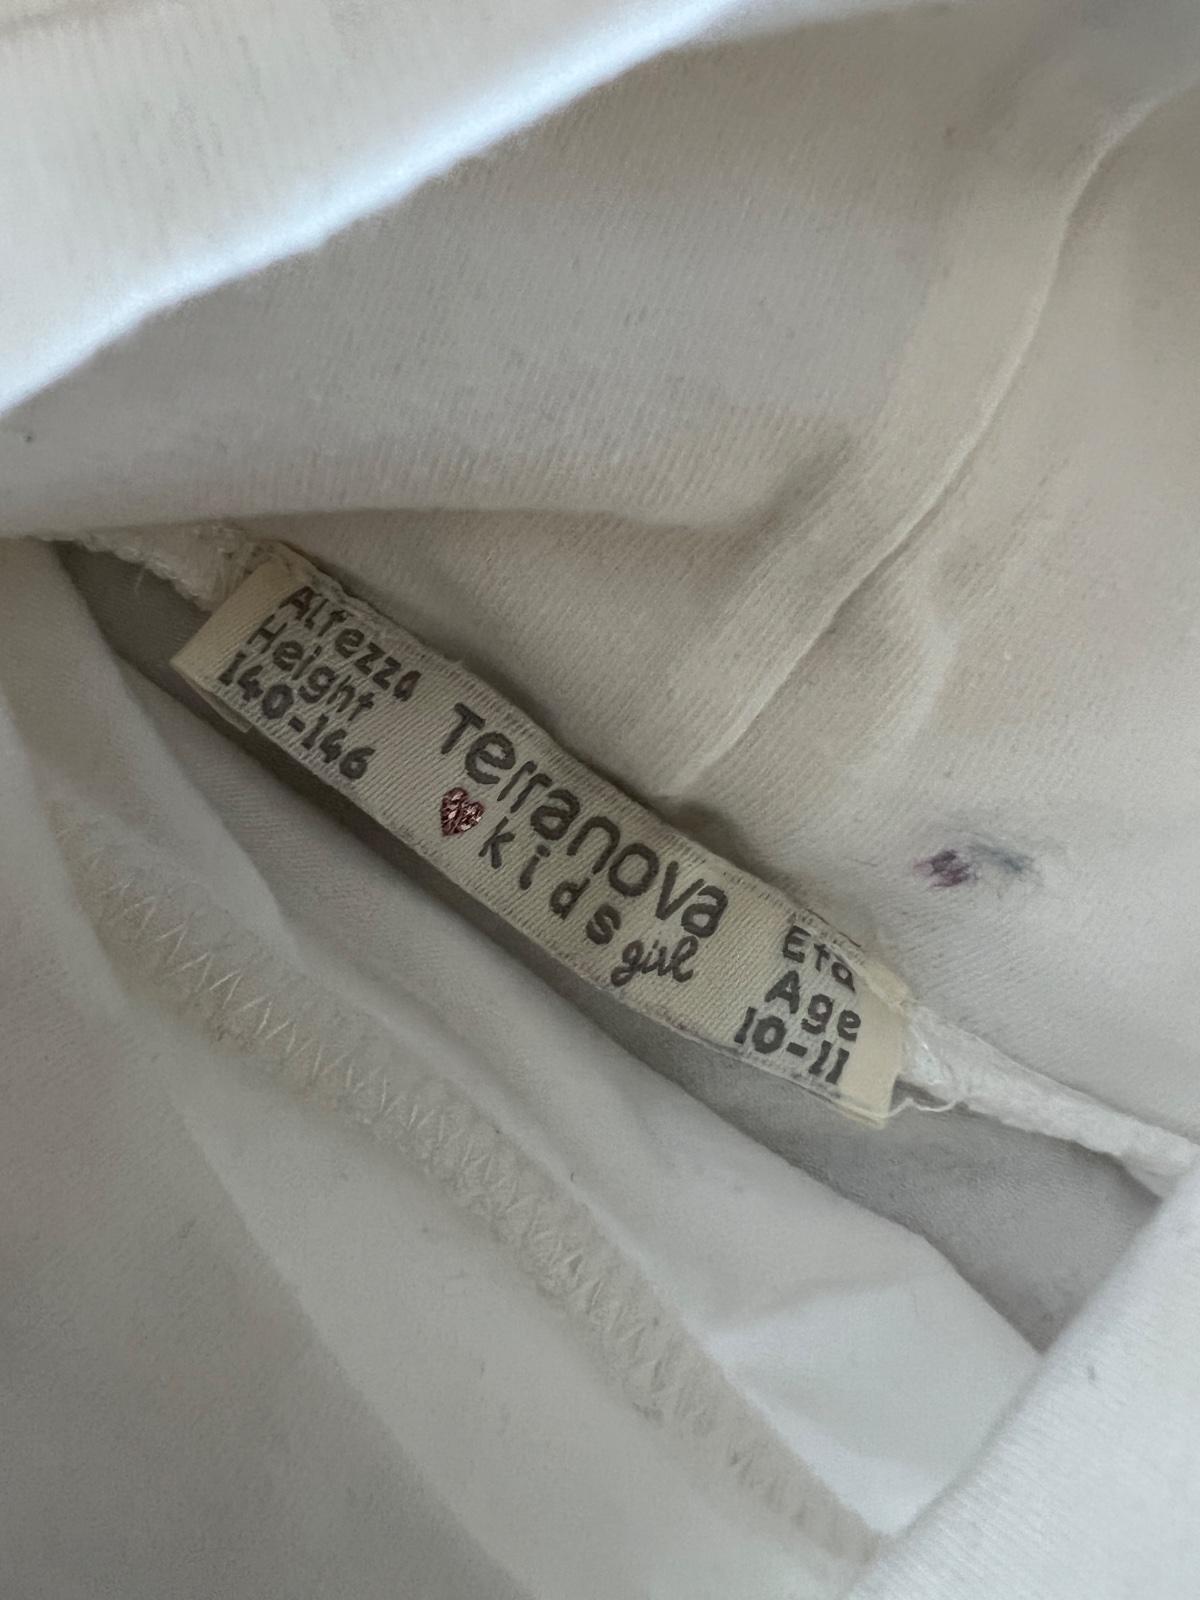 Altezza
Height
140-146
Terranova
kids
girl
Età
Age
10-11